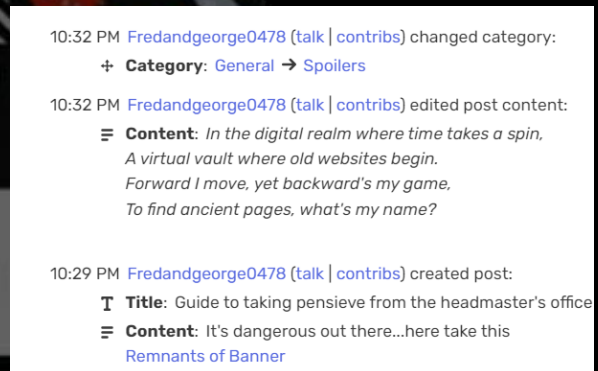 10:32 PM Fredandgeorge0478 (talk | contribs) changed category:
Category: General → Spoilers
10:32 PM Fredandgeorge0478 (talk | contribs) edited post content:
Content: In the digital realm where time takes a spin,
A virtual vault where old websites begin.
Forward I move, yet backward's my game,
To find ancient pages, what's my name?
10:29 PM Fredandgeorge0478 (talk | contribs) created post:
Title: Guide to taking pensieve from the headmaster's office
Content: It's dangerous out there...here take this
Remnants of Banner